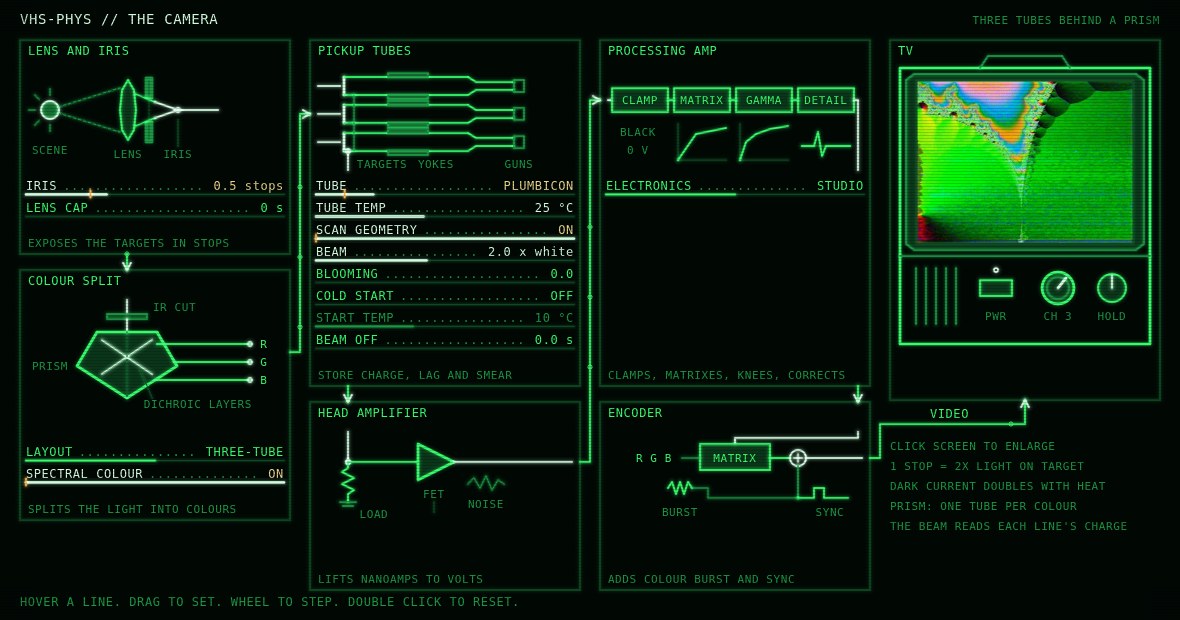 VHS-PHYS // THE CAMERA
THREE TUBES BEHIND A PRISM
LENS AND IRIS
SCENE
LENS
IRIS
IRIS ................. 0.5 stops
LENS CAP .................... 0 s
EXPOSES THE TARGETS IN STOPS
COLOUR SPLIT
IR CUT
PRISM
R
G
B
DICHROIC LAYERS
LAYOUT ............... THREE-TUBE
SPECTRAL COLOUR .............. ON
SPLITS THE LIGHT INTO COLOURS
PICKUP TUBES
TARGETS YOKES GUNS
TUBE ................... PLUMBICON
TUBE TEMP ................. 25 °C
SCAN GEOMETRY ................ ON
BEAM ................. 2.0 x white
BLOOMING ..................... 0.0
COLD START .................. OFF
START TEMP ................ 10 °C
BEAM OFF .................. 0.0 s
STORE CHARGE, LAG AND SMEAR
HEAD AMPLIFIER
LOAD
FET
NOISE
LIFTS NANOAMPS TO VOLTS
PROCESSING AMP
CLAMP MATRIX GAMMA DETAIL
BLACK
0 V
ELECTRONICS .............. STUDIO
CLAMPS, MATRIXES, KNEES, CORRECTS
ENCODER
R G B
MATRIX
BURST
SYNC
ADDS COLOUR BURST AND SYNC
TV
PWR
CH 3
HOLD
VIDEO
CLICK SCREEN TO ENLARGE
1 STOP = 2X LIGHT ON TARGET
DARK CURRENT DOUBLES WITH HEAT
PRISM: ONE TUBE PER COLOUR
THE BEAM READS EACH LINE'S CHARGE
HOVER A LINE. DRAG TO SET. WHEEL TO STEP. DOUBLE CLICK TO RESET.